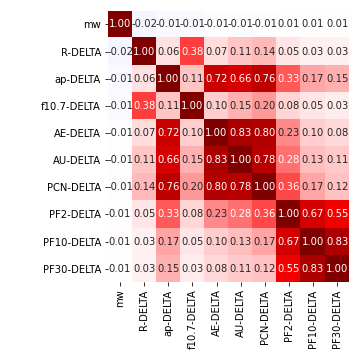 mw 1.00 -0.02 -0.01 -0.01 -0.01 -0.01 -0.01 0.01 0.01 0.01
R-DELTA -0.02 1.00 0.06 0.38 0.07 0.11 0.14 0.05 0.03 0.03
ap-DELTA -0.01 0.06 1.00 0.11 0.72 0.66 0.76 0.33 0.17 0.15
f10.7-DELTA -0.01 0.38 0.11 1.00 0.10 0.15 0.20 0.08 0.05 0.03
AE-DELTA -0.01 0.07 0.72 0.10 1.00 0.83 0.80 0.23 0.10 0.08
AU-DELTA -0.01 0.11 0.66 0.15 0.83 1.00 0.78 0.28 0.13 0.11
PCN-DELTA -0.01 0.14 0.76 0.20 0.80 0.78 1.00 0.36 0.17 0.12
PF2-DELTA 0.01 0.05 0.33 0.08 0.23 0.28 0.36 1.00 0.67 0.55
PF10-DELTA 0.01 0.03 0.17 0.05 0.10 0.13 0.17 0.67 1.00 0.83
PF30-DELTA 0.01 0.03 0.15 0.03 0.08 0.11 0.12 0.55 0.83 1.00
mw R-DELTA ap-DELTA f10.7-DELTA AE-DELTA AU-DELTA PCN-DELTA PF2-DELTA PF10-DELTA PF30-DELTA